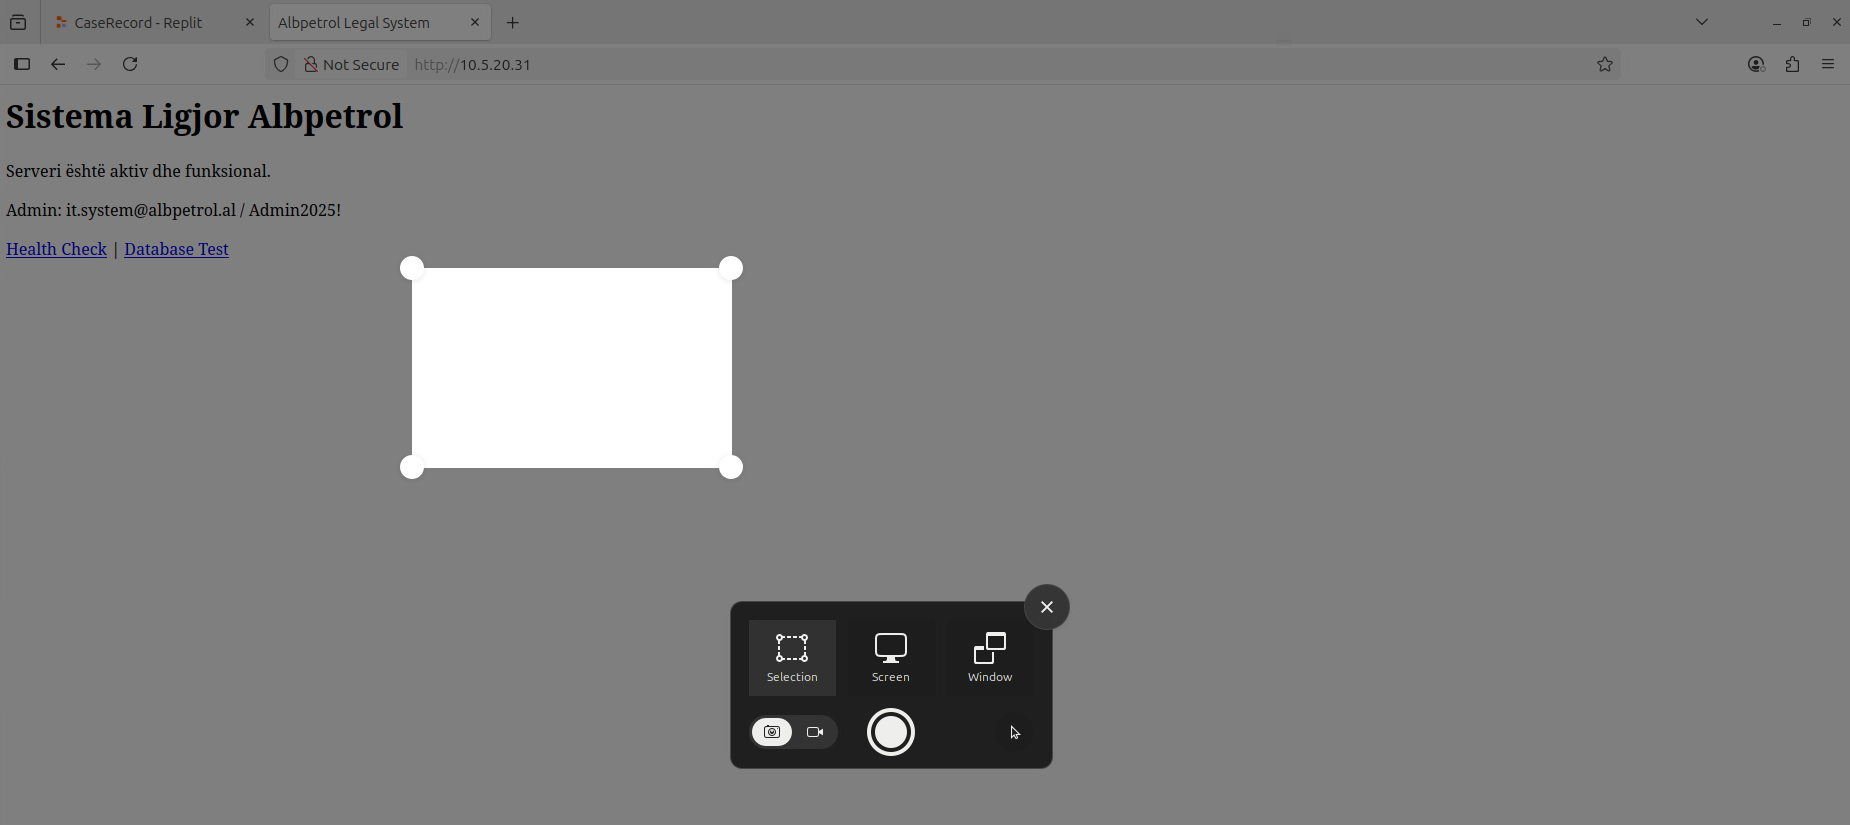 CaseRecord - Replit
Albpetrol Legal System
Not Secure
http://10.5.20.31
Sistema Ligjor Albpetrol
Serveri është aktiv dhe funksional.
Admin: it.system@albpetrol.al / Admin2025!
Health Check | Database Test
Selection
Screen
Window